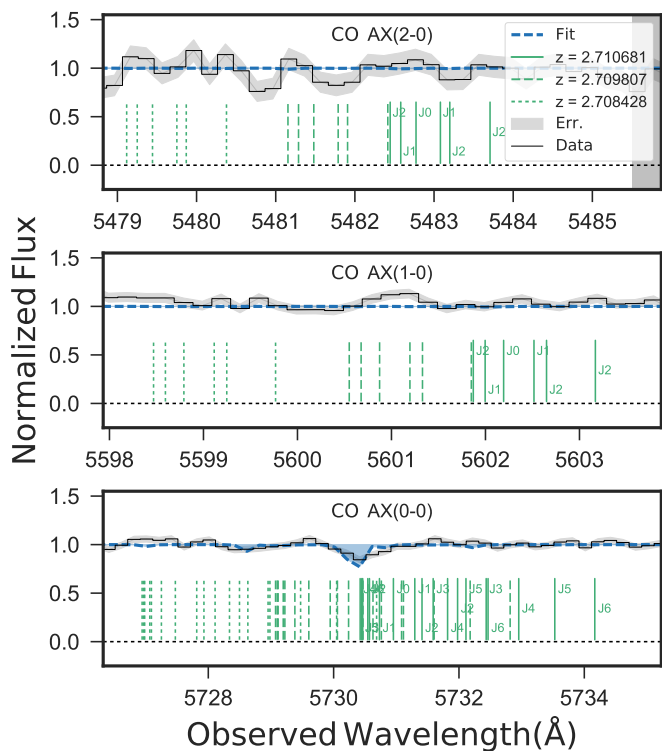 Normalized Flux
CO AX(2-0)
Fit
z = 2.710681
z = 2.709807
z = 2.708428
Err.
Data
1.5
1.0
0.5
0.0
J2 J0 J1
J1 J2 J2
5479 5480 5481 5482 5483 5484 5485
CO AX(1-0)
1.5
1.0
0.5
0.0
J2 J0 J1
J1 J2 J2
5598 5599 5600 5601 5602 5603
CO AX(0-0)
1.5
1.0
0.5
0.0
J0 J1 J3 J5 J3 J5
J2 J4 J6
J1 J2 J4 J6
5728 5730 5732 5734
Observed Wavelength(Å)